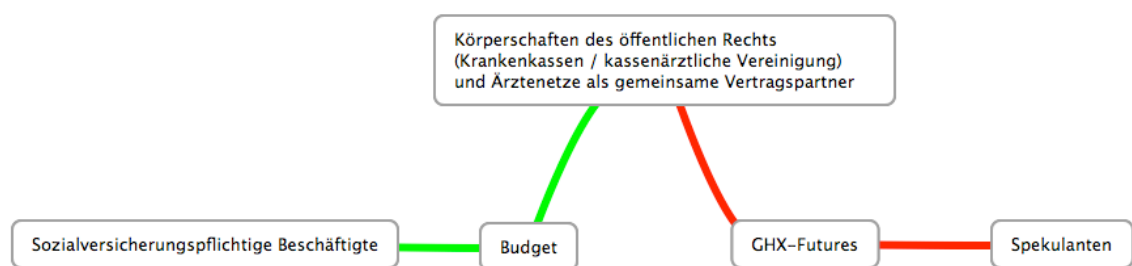 Körperschaften des öffentlichen Rechts
(Krankenkassen / kassenärztliche Vereinigung)
und Ärztenetze als gemeinsame Vertragspartner
Sozialversicherungspflichtige Beschäftigte
Budget
GHX-Futures
Spekulanten